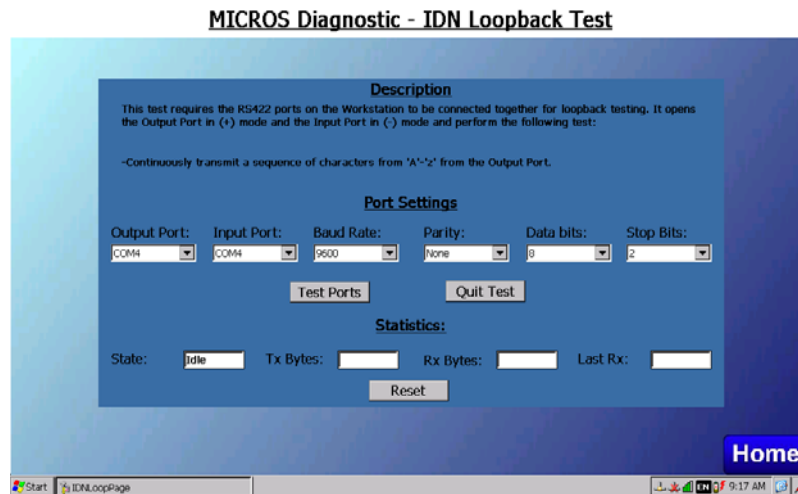 MICROS Diagnostic - IDN Loopback Test
Description
This test requires the RS422 ports on the Workstation to be connected together for loopback testing. It opens
the Output Port in (+) mode and the Input Port in (-) mode and perform the following test:
-Continuously transmit a sequence of characters from 'A'-'z' from the Output Port.
Port Settings
Output Port: Input Port: Baud Rate: Parity: Data bits: Stop Bits:
COM4 COM4 9600 None 8 2
Test Ports Quit Test
Statistics:
State: Idle Tx Bytes: Rx Bytes: Last Rx:
Reset
Home
Start IDNLoopPage EN 9:17 AM